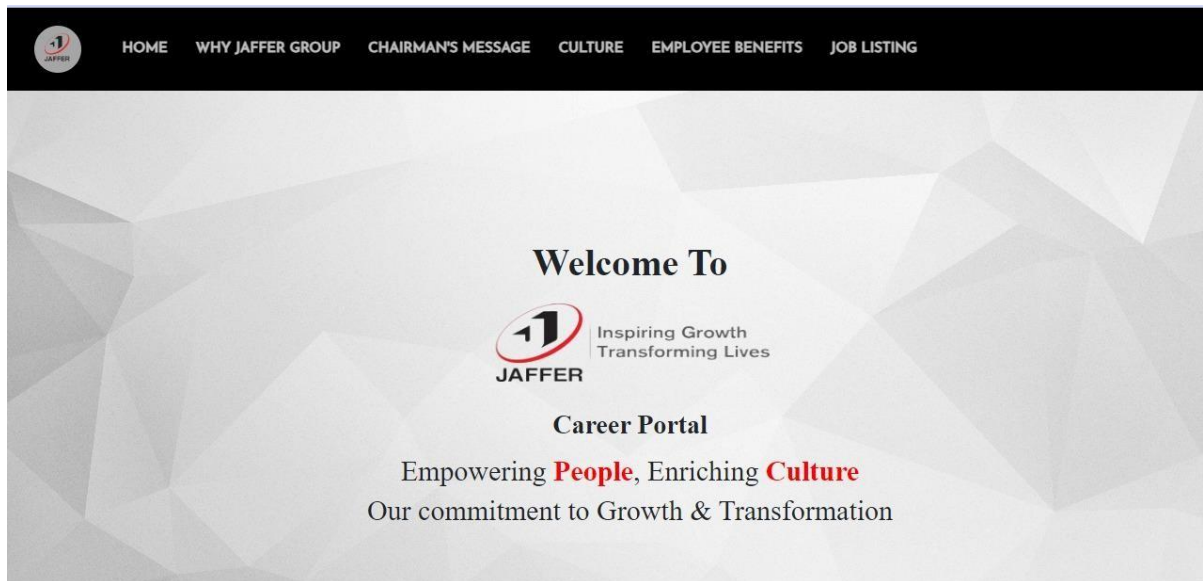 JAFFER
HOME WHY JAFFER GROUP CHAIRMAN'S MESSAGE CULTURE EMPLOYEE BENEFITS JOB LISTING
Welcome To
Inspiring Growth
Transforming Lives
JAFFER
Career Portal
Empowering People, Enriching Culture
Our commitment to Growth & Transformation